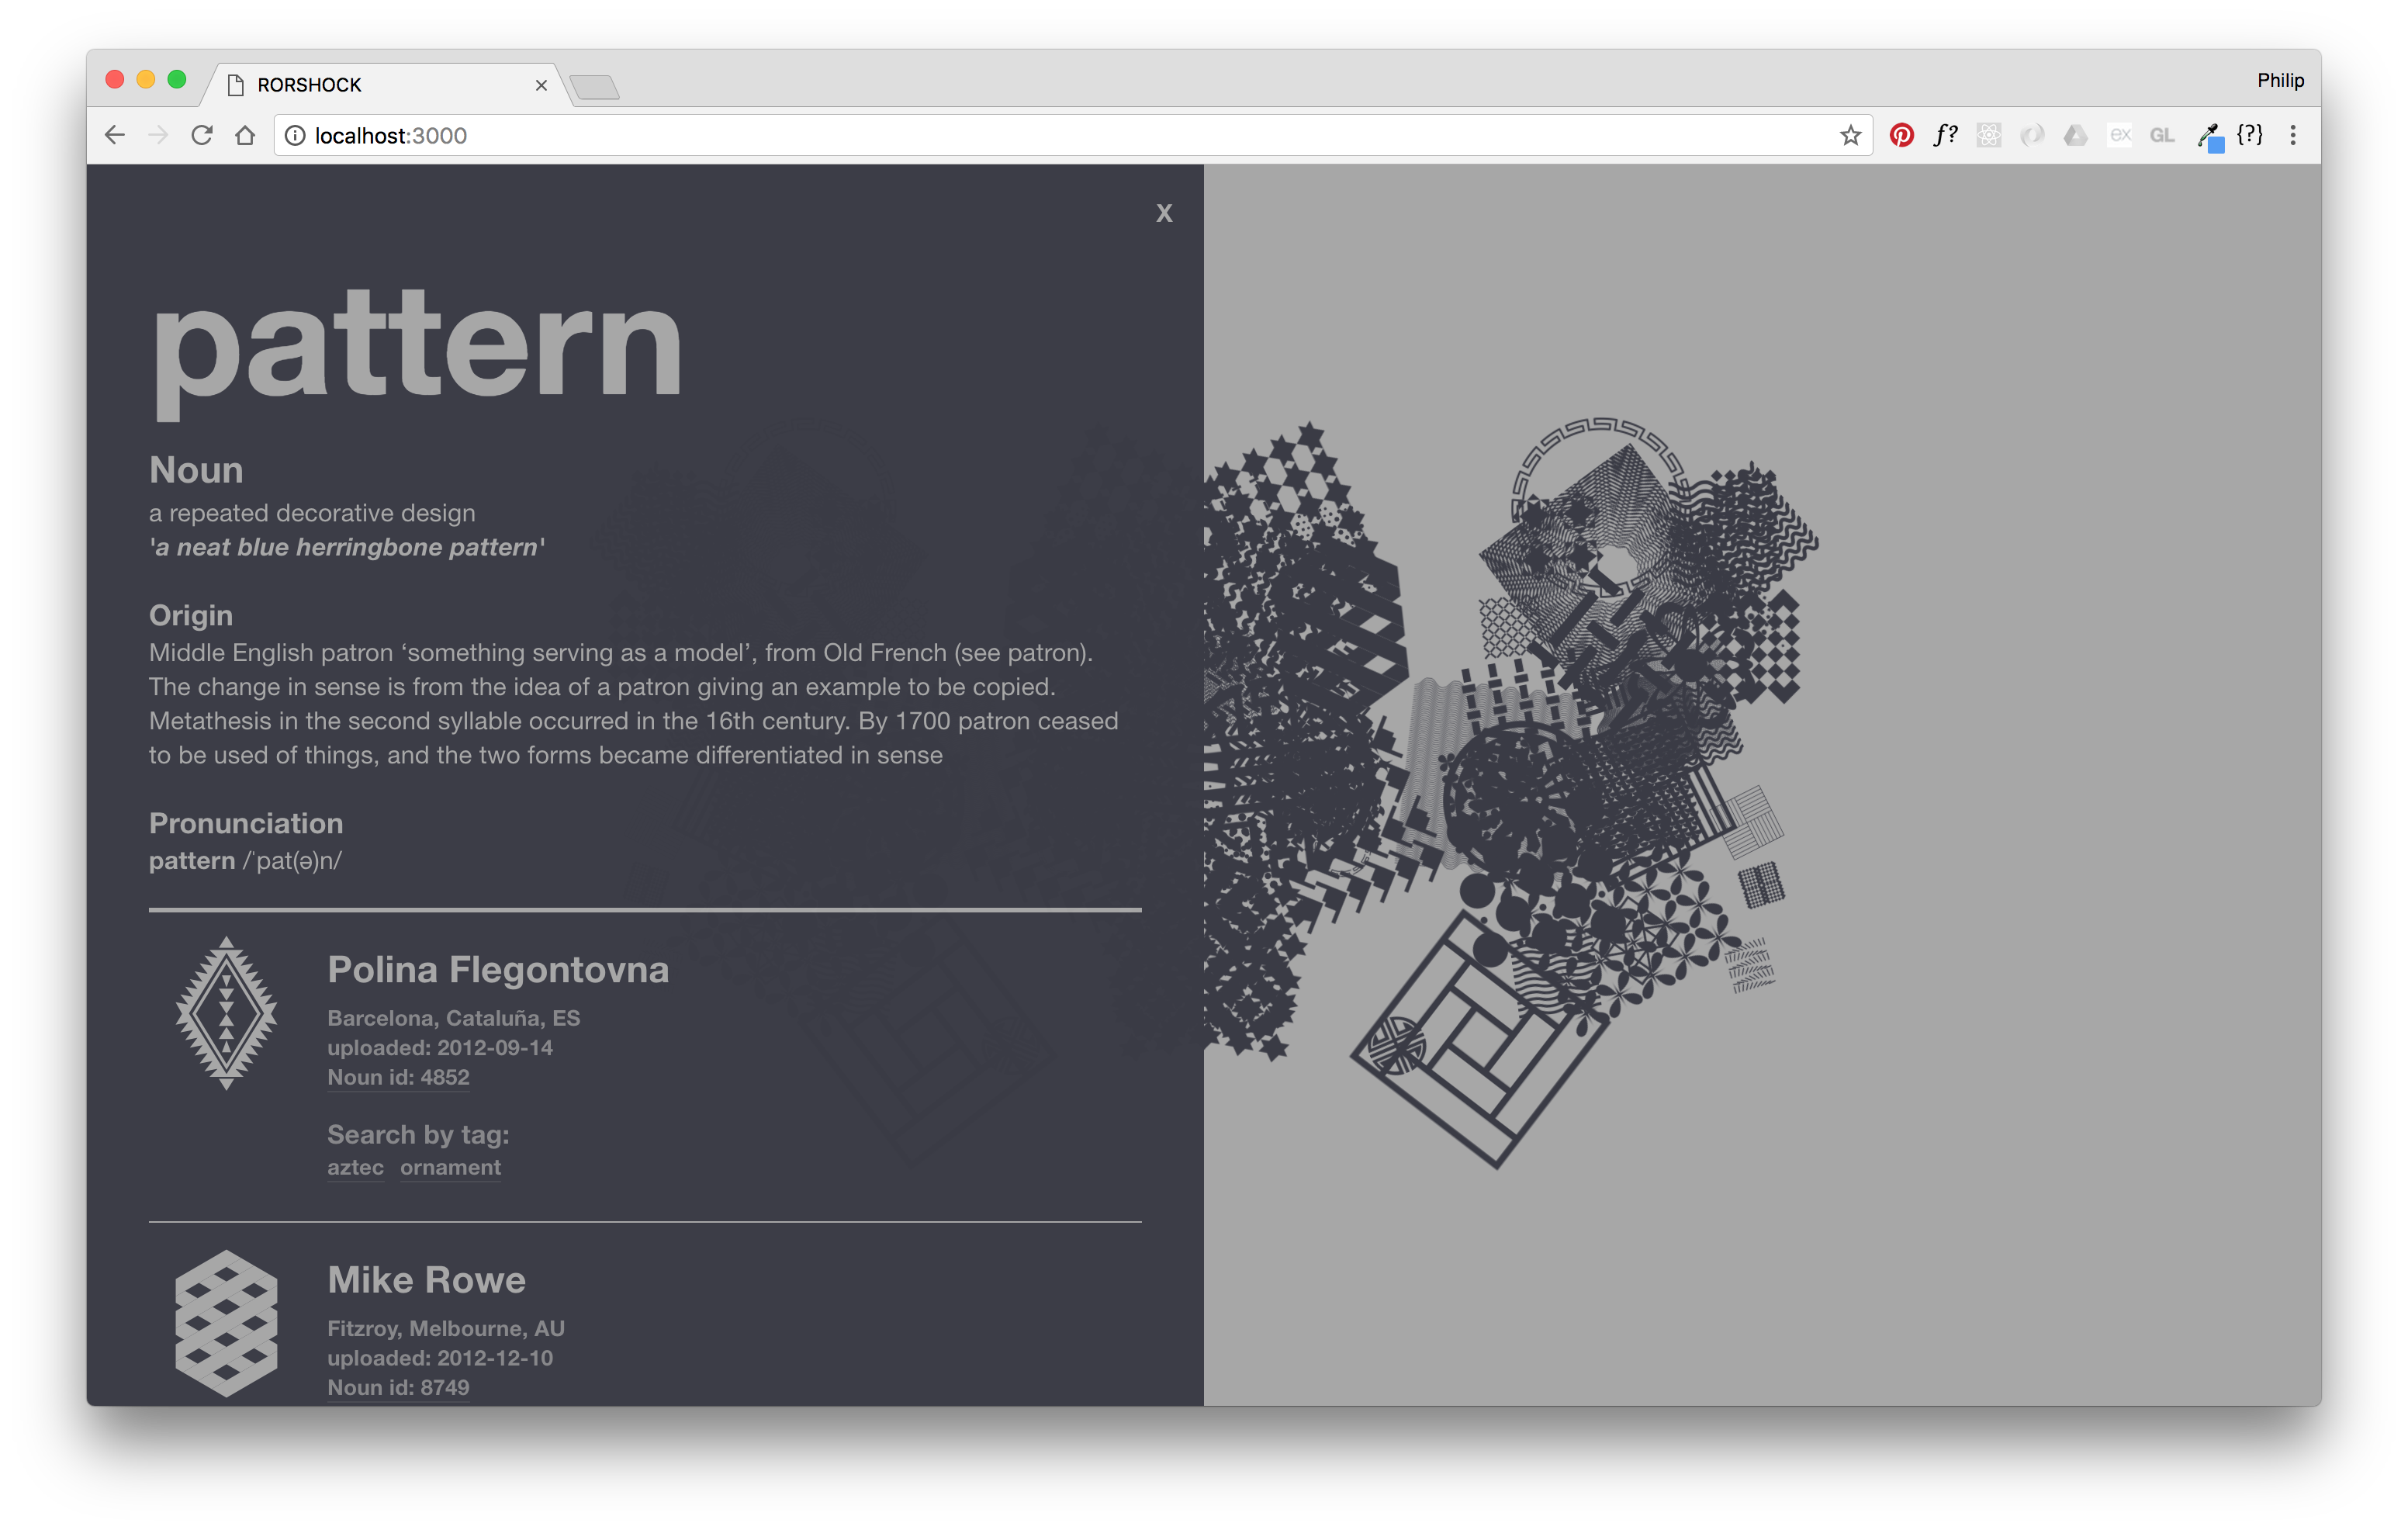 RORSHOCK
Philip
localhost:3000
f?
ex
GL
{?}
X
pattern
Noun
a repeated decorative design
'a neat blue herringbone pattern'
Origin
Middle English patron ‘something serving as a model’, from Old French (see patron).
The change in sense is from the idea of a patron giving an example to be copied.
Metathesis in the second syllable occurred in the 16th century. By 1700 patron ceased
to be used of things, and the two forms became differentiated in sense
Pronunciation
pattern /ˈpat(ə)n/
Polina Flegontovna
Barcelona, Cataluña, ES
uploaded: 2012-09-14
Noun id: 4852
Search by tag:
aztec ornament
Mike Rowe
Fitzroy, Melbourne, AU
uploaded: 2012-12-10
Noun id: 8749